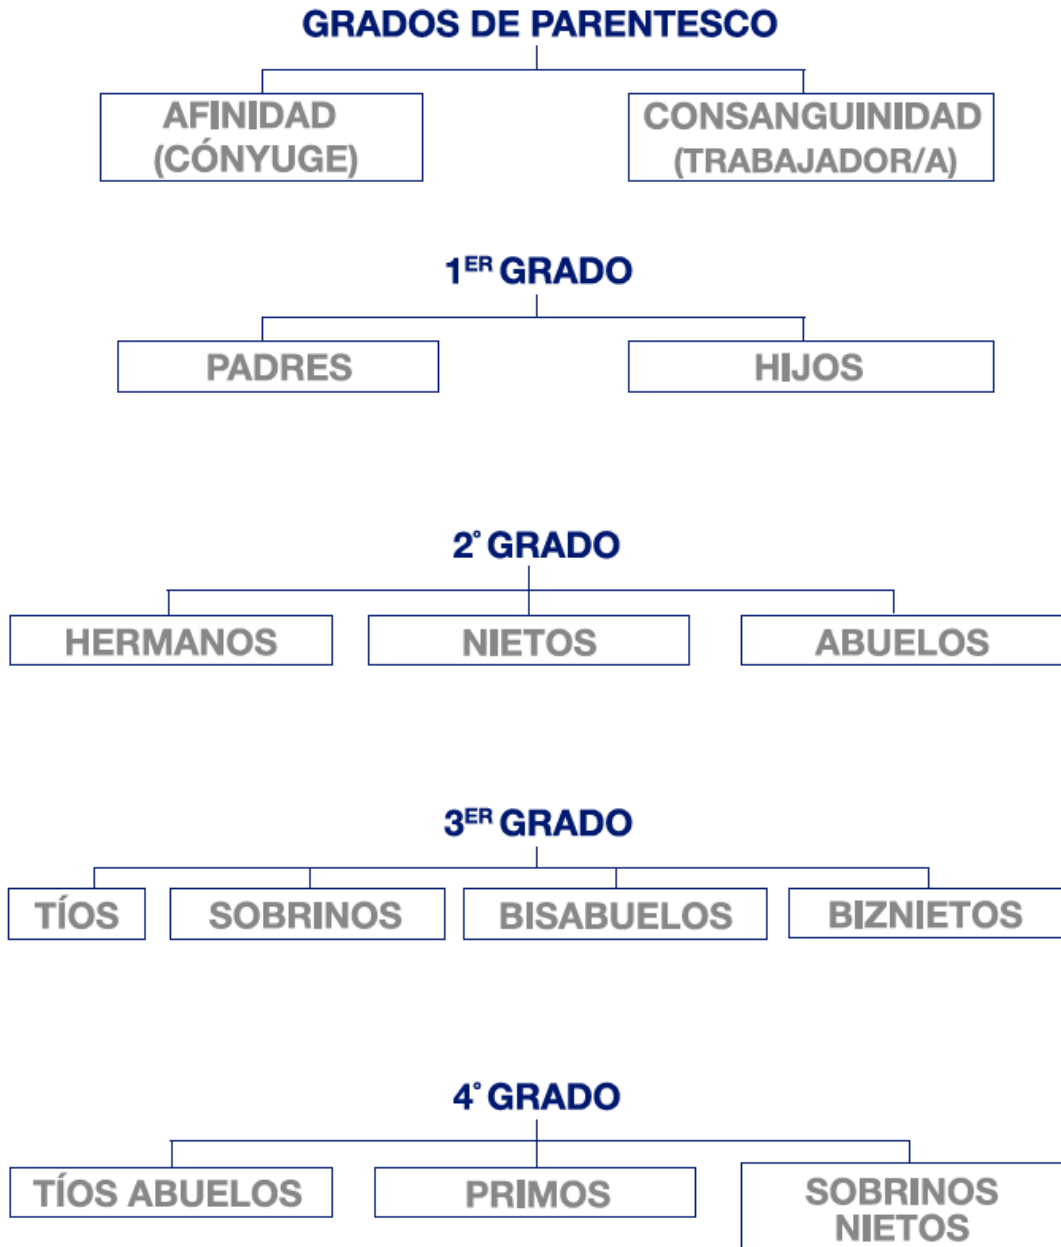 GRADOS DE PARENTESCO
AFINIDAD
(CÓNYUGE)
CONSANGUINIDAD
(TRABAJADOR/A)
1ER GRADO
PADRES
HIJOS
2° GRADO
HERMANOS
NIETOS
ABUELOS
3ER GRADO
TÍOS
SOBRINOS
BISABUELOS
BIZNIETOS
4° GRADO
TÍOS ABUELOS
PRIMOS
SOBRINOS
NIETOS